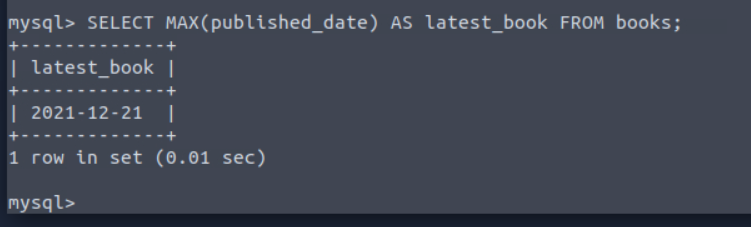 mysql> SELECT MAX(published_date) AS latest_book FROM books;
+-------------+
| latest_book |
+-------------+
| 2021-12-21  |
+-------------+
1 row in set (0.01 sec)
mysql>